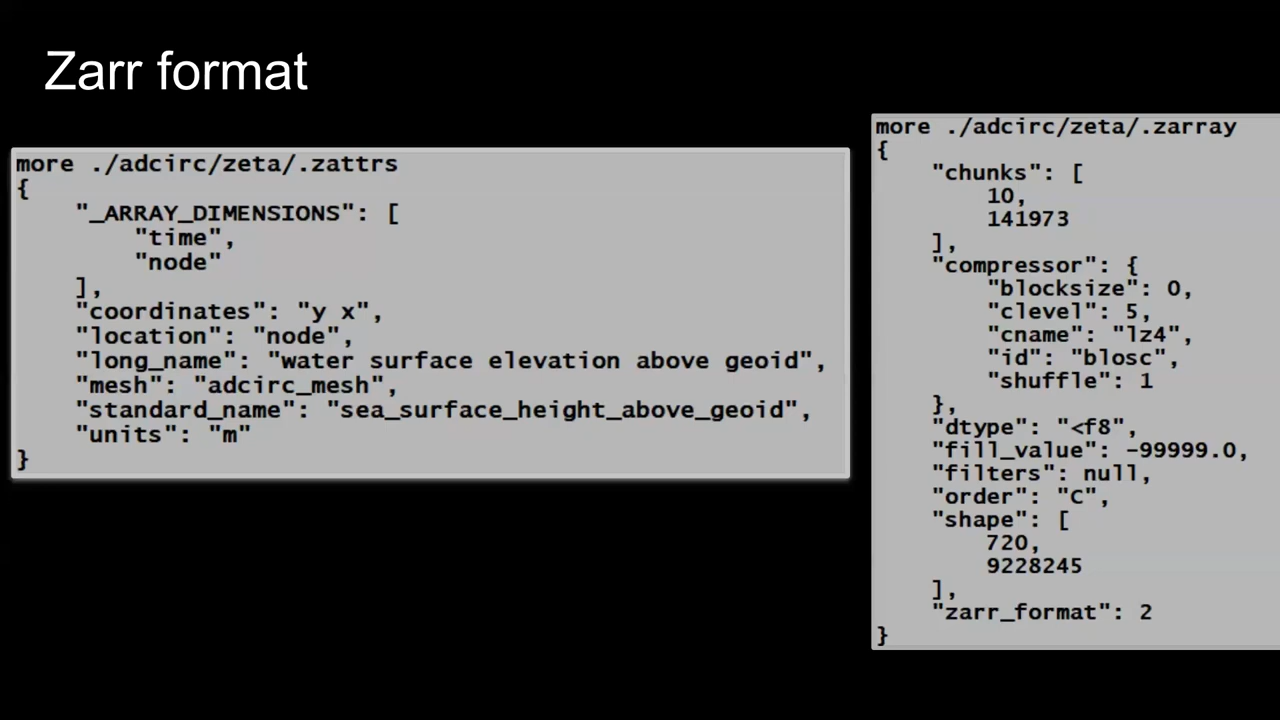 Zarr format
more ./adcirc/zeta/.zattrs
{
    "_ARRAY_DIMENSIONS": [
        "time",
        "node"
    ],
    "coordinates": "y x",
    "location": "node",
    "long_name": "water surface elevation above geoid",
    "mesh": "adcirc_mesh",
    "standard_name": "sea_surface_height_above_geoid",
    "units": "m"
}
more ./adcirc/zeta/.zarray
{
    "chunks": [
        10,
        141973
    ],
    "compressor": {
        "blocksize": 0,
        "clevel": 5,
        "cname": "lz4",
        "id": "blosc",
        "shuffle": 1
    },
    "dtype": "<f8",
    "fill_value": -99999.0,
    "filters": null,
    "order": "C",
    "shape": [
        720,
        9228245
    ],
    "zarr_format": 2
}